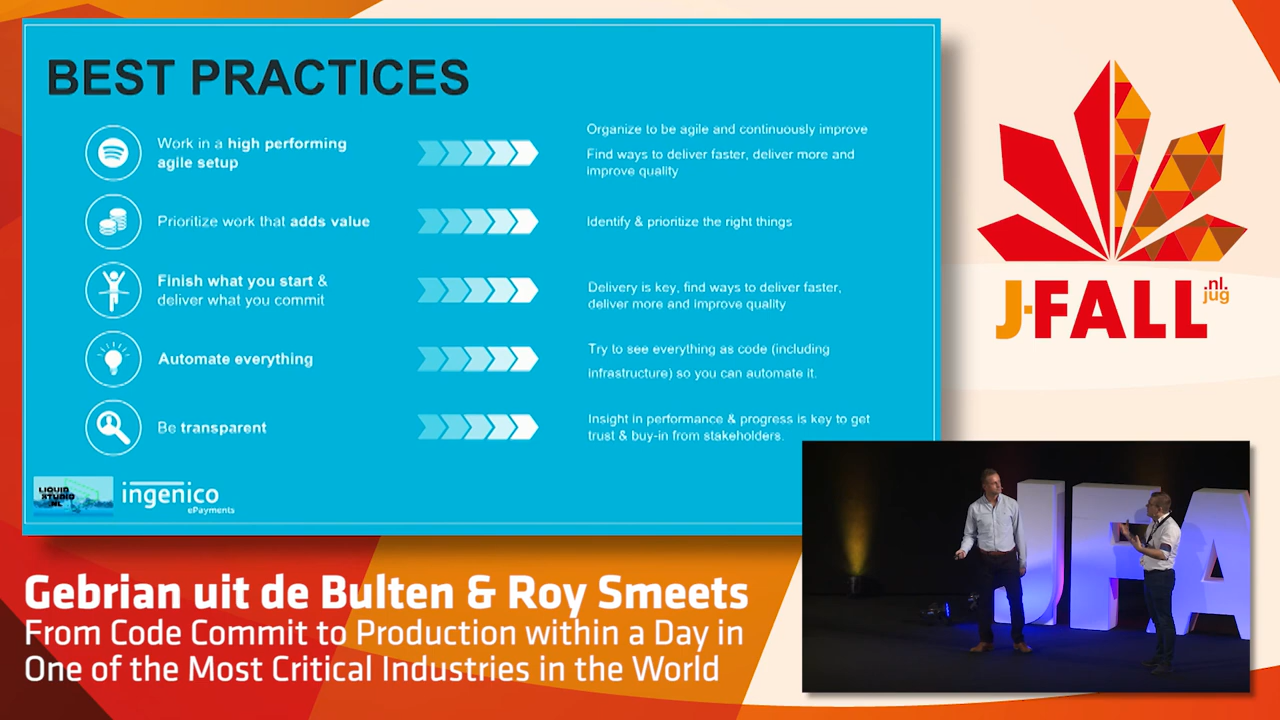 BEST PRACTICES
Work in a high performing
agile setup
Organize to be agile and continuously improve
Find ways to deliver faster, deliver more and
improve quality
Prioritize work that adds value
Identify & prioritize the right things
Finish what you start &
deliver what you commit
Delivery is key, find ways to deliver faster,
deliver more and improve quality
Automate everything
Try to see everything as code (including
infrastructure) so you can automate it.
Be transparent
Insight in performance & progress is key to get
trust & buy-in from stakeholders.
LIQUID
STUDIO
NL
ingenico
ePayments
J-FALL
.nl.
jug
JFA
Gebrian uit de Bulten & Roy Smeets
From Code Commit to Production within a Day in
One of the Most Critical Industries in the World